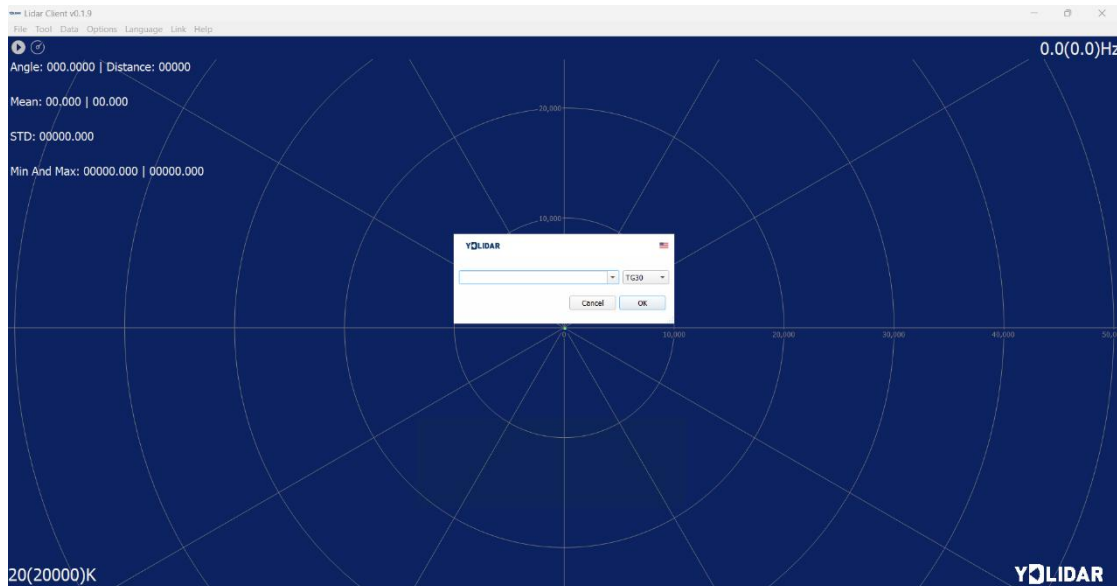 Lidar Client v0.1.9
File Tool Data Options Language Link Help
0.0(0.0)Hz
Angle: 000.0000 | Distance: 00000
Mean: 00.000 | 00.000
STD: 00000.000
Min And Max: 00000.000 | 00000.000
20,000
10,000
YDLIDAR
TG30
Cancel OK
0 10,000 20,000 30,000 40,000 50,0
20(20000)K
YDLIDAR